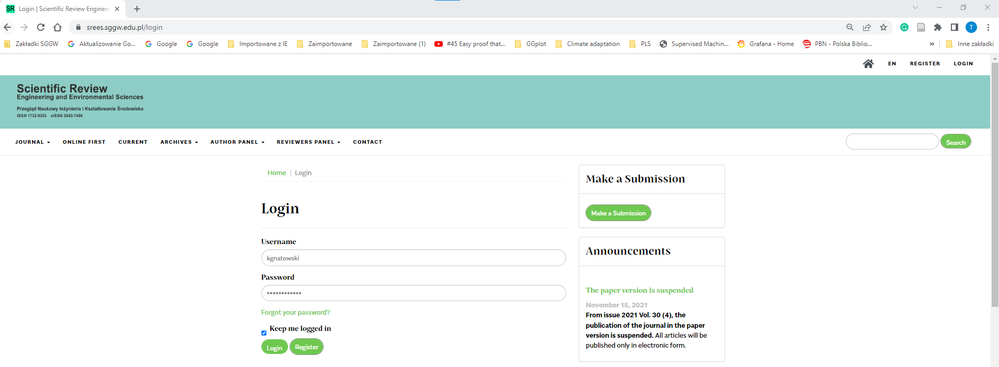 SR Login | Scientific Review Enginee
srees.sggw.edu.pl/login
T
Zakładki SGGW
Aktualizowanie Go...
Google
Google
Importowane z IE
Zaimportowane
Zaimportowane (1)
#45 Easy proof that...
GGplot
Climate adaptation
PLS
Supervised Machin...
Grafana - Home
PBN - Polska Biblio...
»
Inne zakładki
EN REGISTER LOGIN
Scientific Review
Engineering and Environmental Sciences
Przegląd Naukowy Inżynieria i Kształtowanie Środowiska
ISSN 1732-9353 eISSN 2543-7496
JOURNAL ONLINE FIRST CURRENT ARCHIVES AUTHOR PANEL REVIEWERS PANEL CONTACT
Search
Home | Login
Login
Username
kgnatowski
Password
************
Forgot your password?
Keep me logged in
Login Register
Make a Submission
Make a Submission
Announcements
The paper version is suspended
November 15, 2021
From issue 2021 Vol. 30 (4), the
publication of the journal in the paper
version is suspended. All articles will be
published only in electronic form.